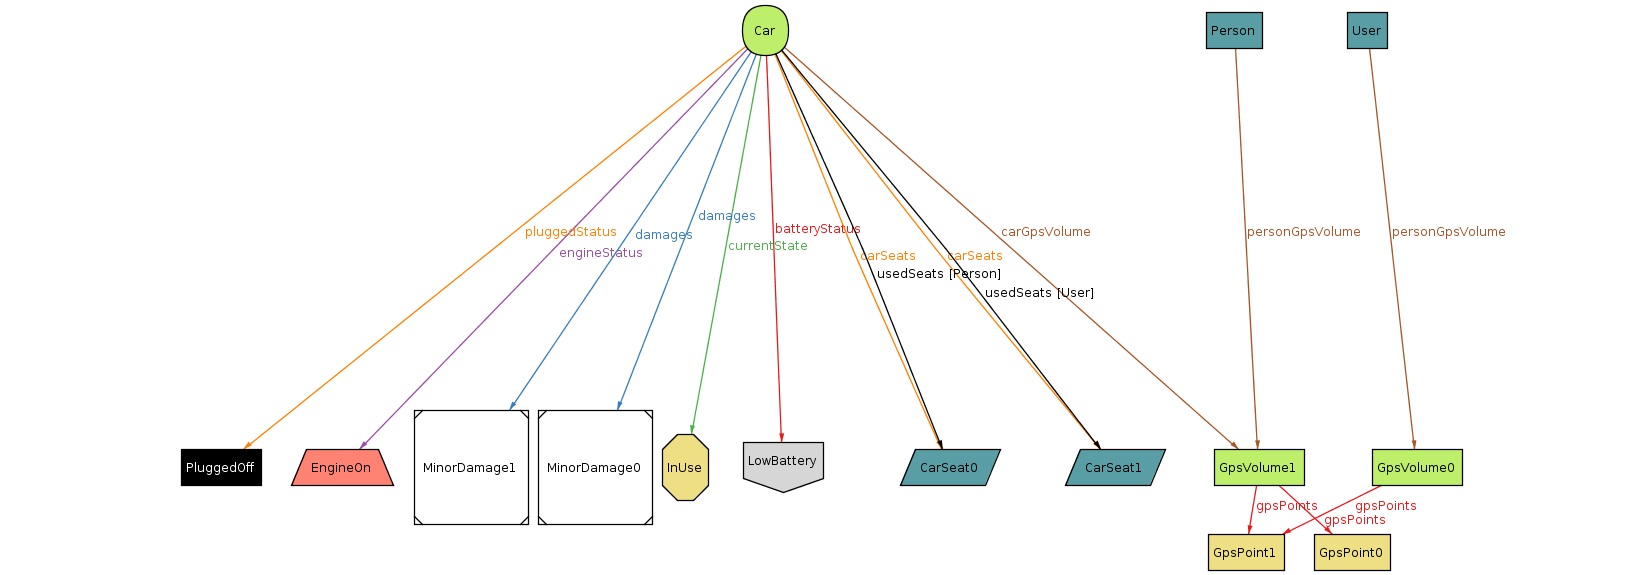 Car
Person
User
pluggedStatus
damages
damages
engineStatus
currentState
batteryStatus
carSeats
usedSeats [Person]
carSeats
usedSeats [User]
carGpsVolume
personGpsVolume
personGpsVolume
PluggedOff
EngineOn
MinorDamage1
MinorDamage0
InUse
LowBattery
CarSeat0
CarSeat1
GpsVolume1
GpsVolume0
gpsPoints
gpsPoints
gpsPoints
GpsPoint1
GpsPoint0